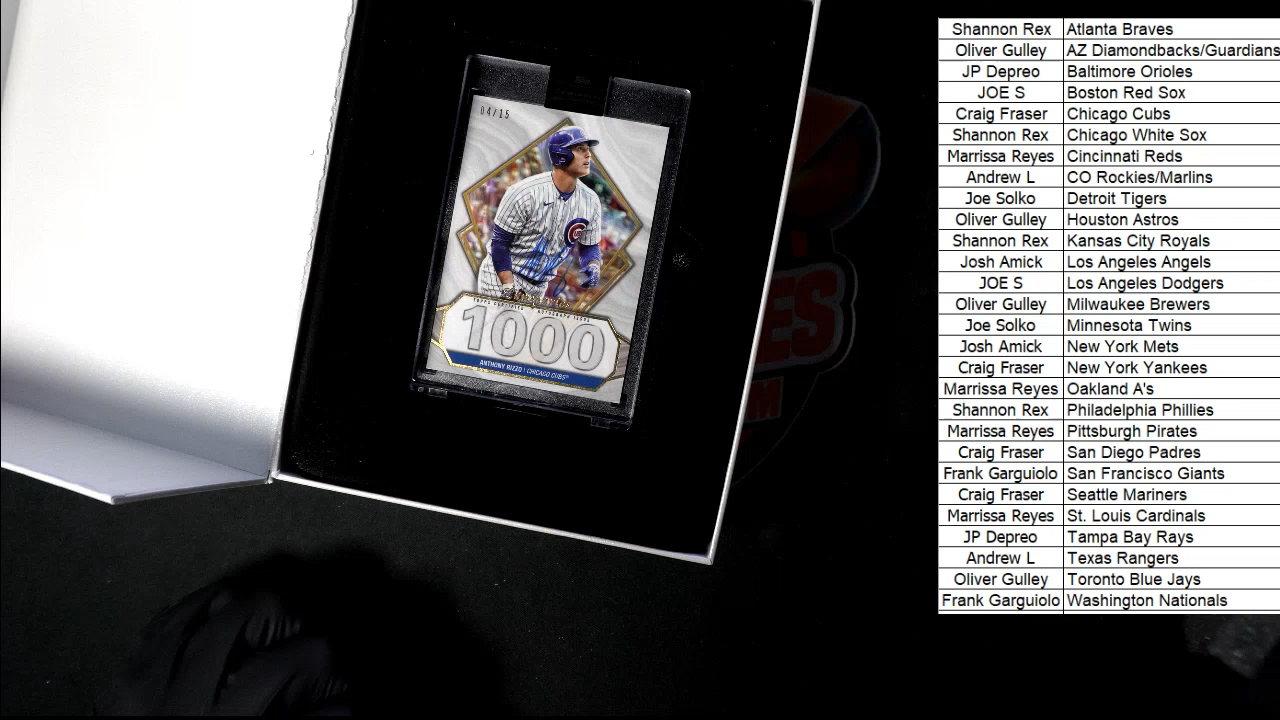 04/15
TOPPS CERTIFIED AUTOGRAPH ISSUE
1000
ANTHONY RIZZO | CHICAGO CUBS
Shannon Rex Atlanta Braves
Oliver Gulley AZ Diamondbacks/Guardians
JP Depreo Baltimore Orioles
JOE S Boston Red Sox
Craig Fraser Chicago Cubs
Shannon Rex Chicago White Sox
Marrissa Reyes Cincinnati Reds
Andrew L CO Rockies/Marlins
Joe Solko Detroit Tigers
Oliver Gulley Houston Astros
Shannon Rex Kansas City Royals
Josh Amick Los Angeles Angels
JOE S Los Angeles Dodgers
Oliver Gulley Milwaukee Brewers
Joe Solko Minnesota Twins
Josh Amick New York Mets
Craig Fraser New York Yankees
Marrissa Reyes Oakland A's
Shannon Rex Philadelphia Phillies
Marrissa Reyes Pittsburgh Pirates
Craig Fraser San Diego Padres
Frank Garguiolo San Francisco Giants
Craig Fraser Seattle Mariners
Marrissa Reyes St. Louis Cardinals
JP Depreo Tampa Bay Rays
Andrew L Texas Rangers
Oliver Gulley Toronto Blue Jays
Frank Garguiolo Washington Nationals